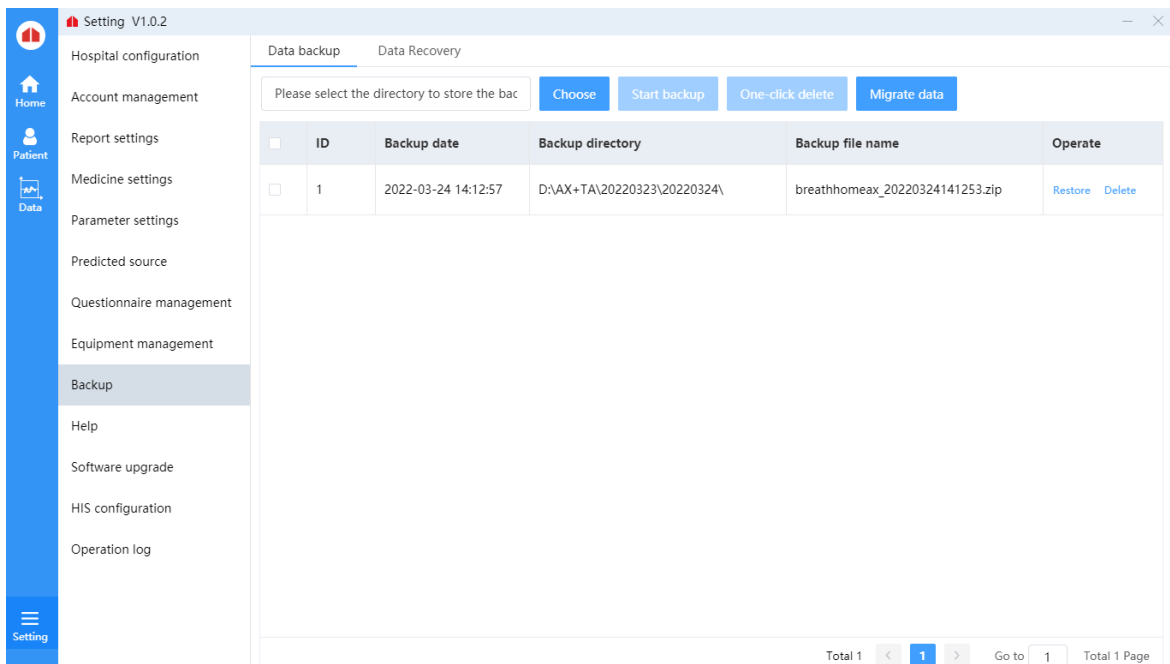 Setting V1.0.2
Home
Patient
Data
Setting
Hospital configuration
Account management
Report settings
Medicine settings
Parameter settings
Predicted source
Questionnaire management
Equipment management
Backup
Help
Software upgrade
HIS configuration
Operation log
Data backup Data Recovery
Please select the directory to store the bac Choose Start backup One-click delete Migrate data
ID Backup date Backup directory Backup file name Operate
1 2022-03-24 14:12:57 D:\AX+TA\20220323\20220324\ breathhomeax_20220324141253.zip Restore Delete
Total 1 < 1 > Go to 1 Total 1 Page